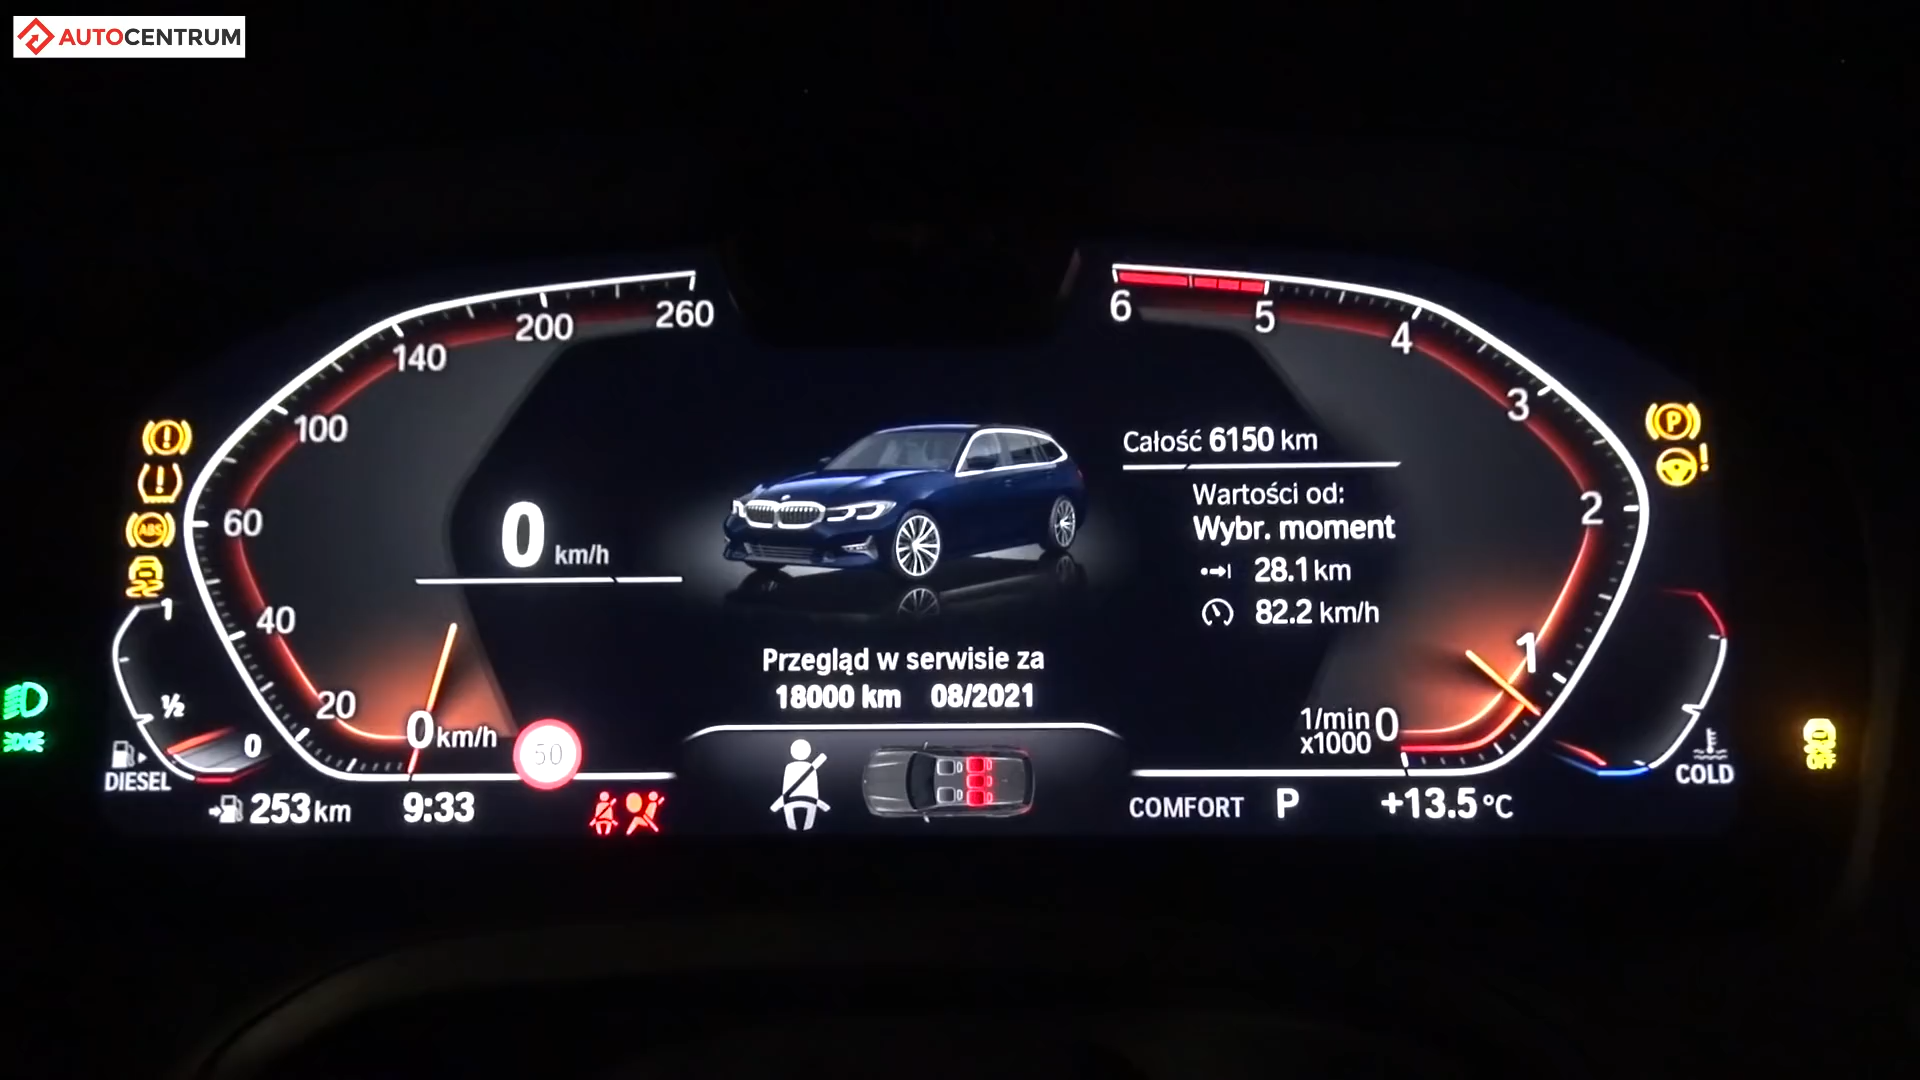 AUTOCENTRUM
260
200
140
100
60
40
20
0 km/h
0 km/h
50
6
5
4
3
2
1
0
1/min
x1000
Całość 6150 km
Wartości od:
Wybr. moment
28.1 km
82.2 km/h
Przegląd w serwisie za
18000 km 08/2021
P
!
ABS
1
½
0
DIESEL
253 km
9:33
COMFORT P
+13.5 °C
COLD
OFF